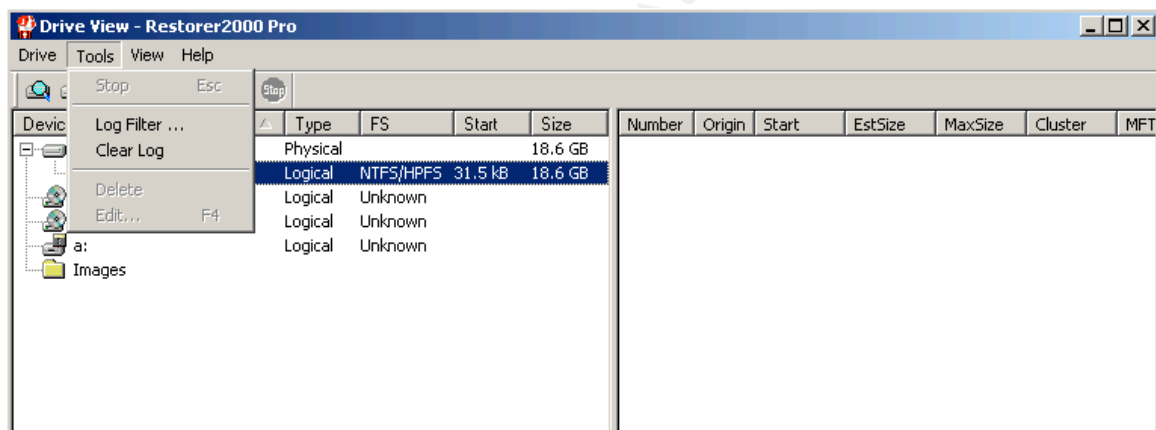 Drive View - Restorer2000 Pro
Drive Tools View Help
Stop Esc
Stop
Log Filter ...
Clear Log
Delete
Edit... F4
Type FS Start Size
Number Origin Start EstSize MaxSize Cluster MFT
Physical 18.6 GB
Logical NTFS/HPFS 31.5 kB 18.6 GB
Logical Unknown
Logical Unknown
a: Logical Unknown
Images